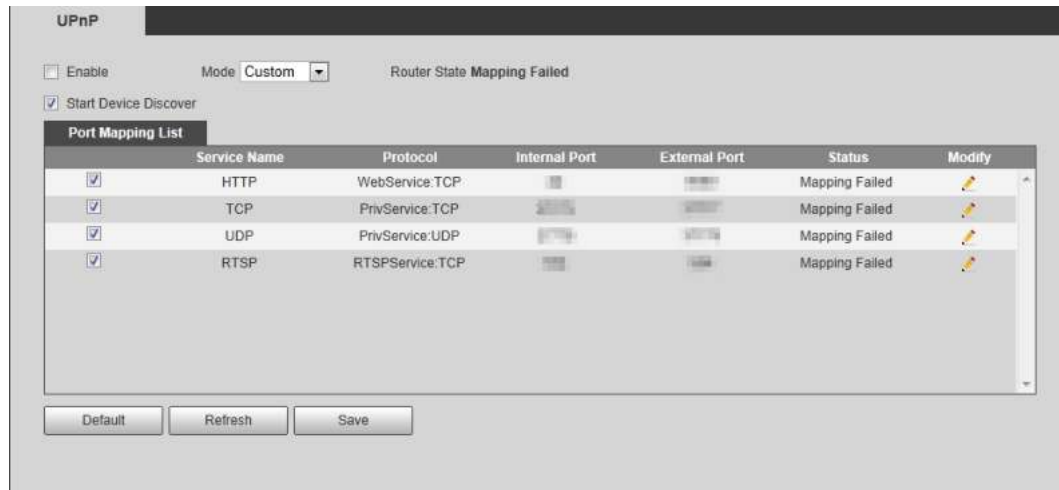 UPnP
Enable Mode Custom Router State Mapping Failed
Start Device Discover
Port Mapping List
Service Name Protocol Internal Port External Port Status Modify
HTTP WebService:TCP Mapping Failed
TCP PrivService:TCP Mapping Failed
UDP PrivService:UDP Mapping Failed
RTSP RTSPService:TCP Mapping Failed
Default Refresh Save